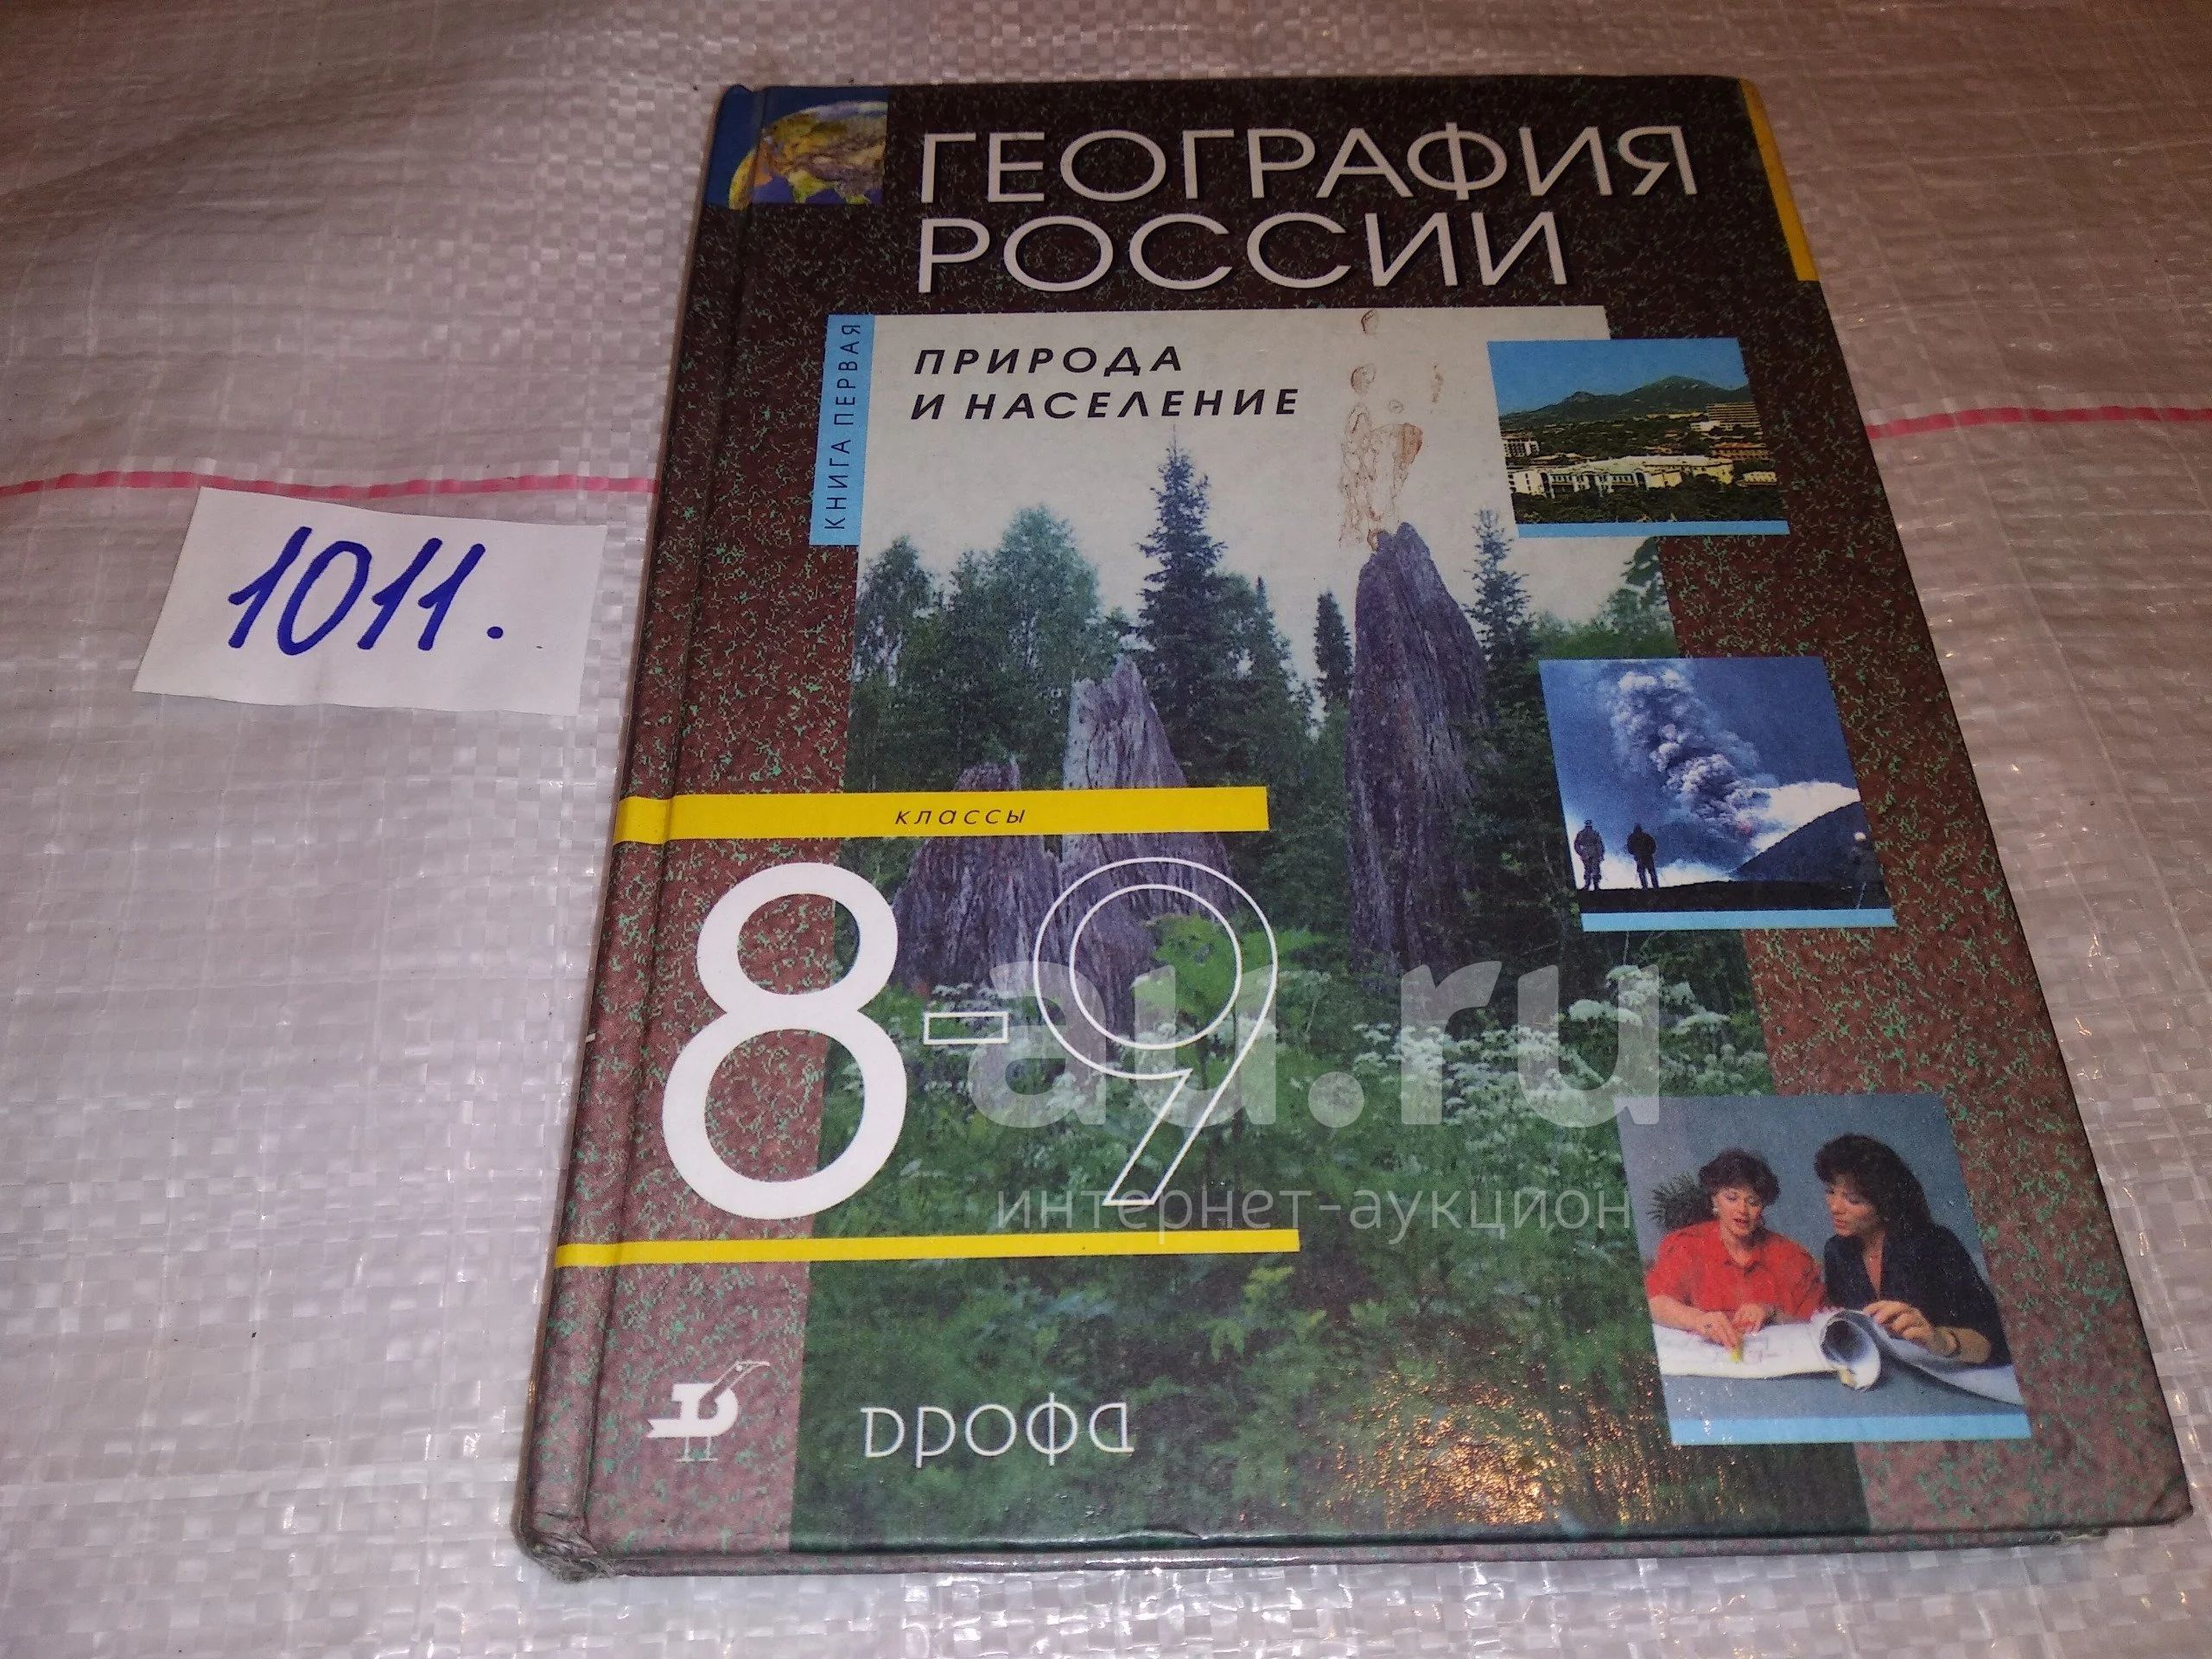 ГЕОГРАФИЯ
РОССИИ
КНИГА ПЕРВАЯ
ПРИРОДА
И НАСЕЛЕНИЕ
1011.
классы
8-9
au.ru
интернет-аукцион
дрофа